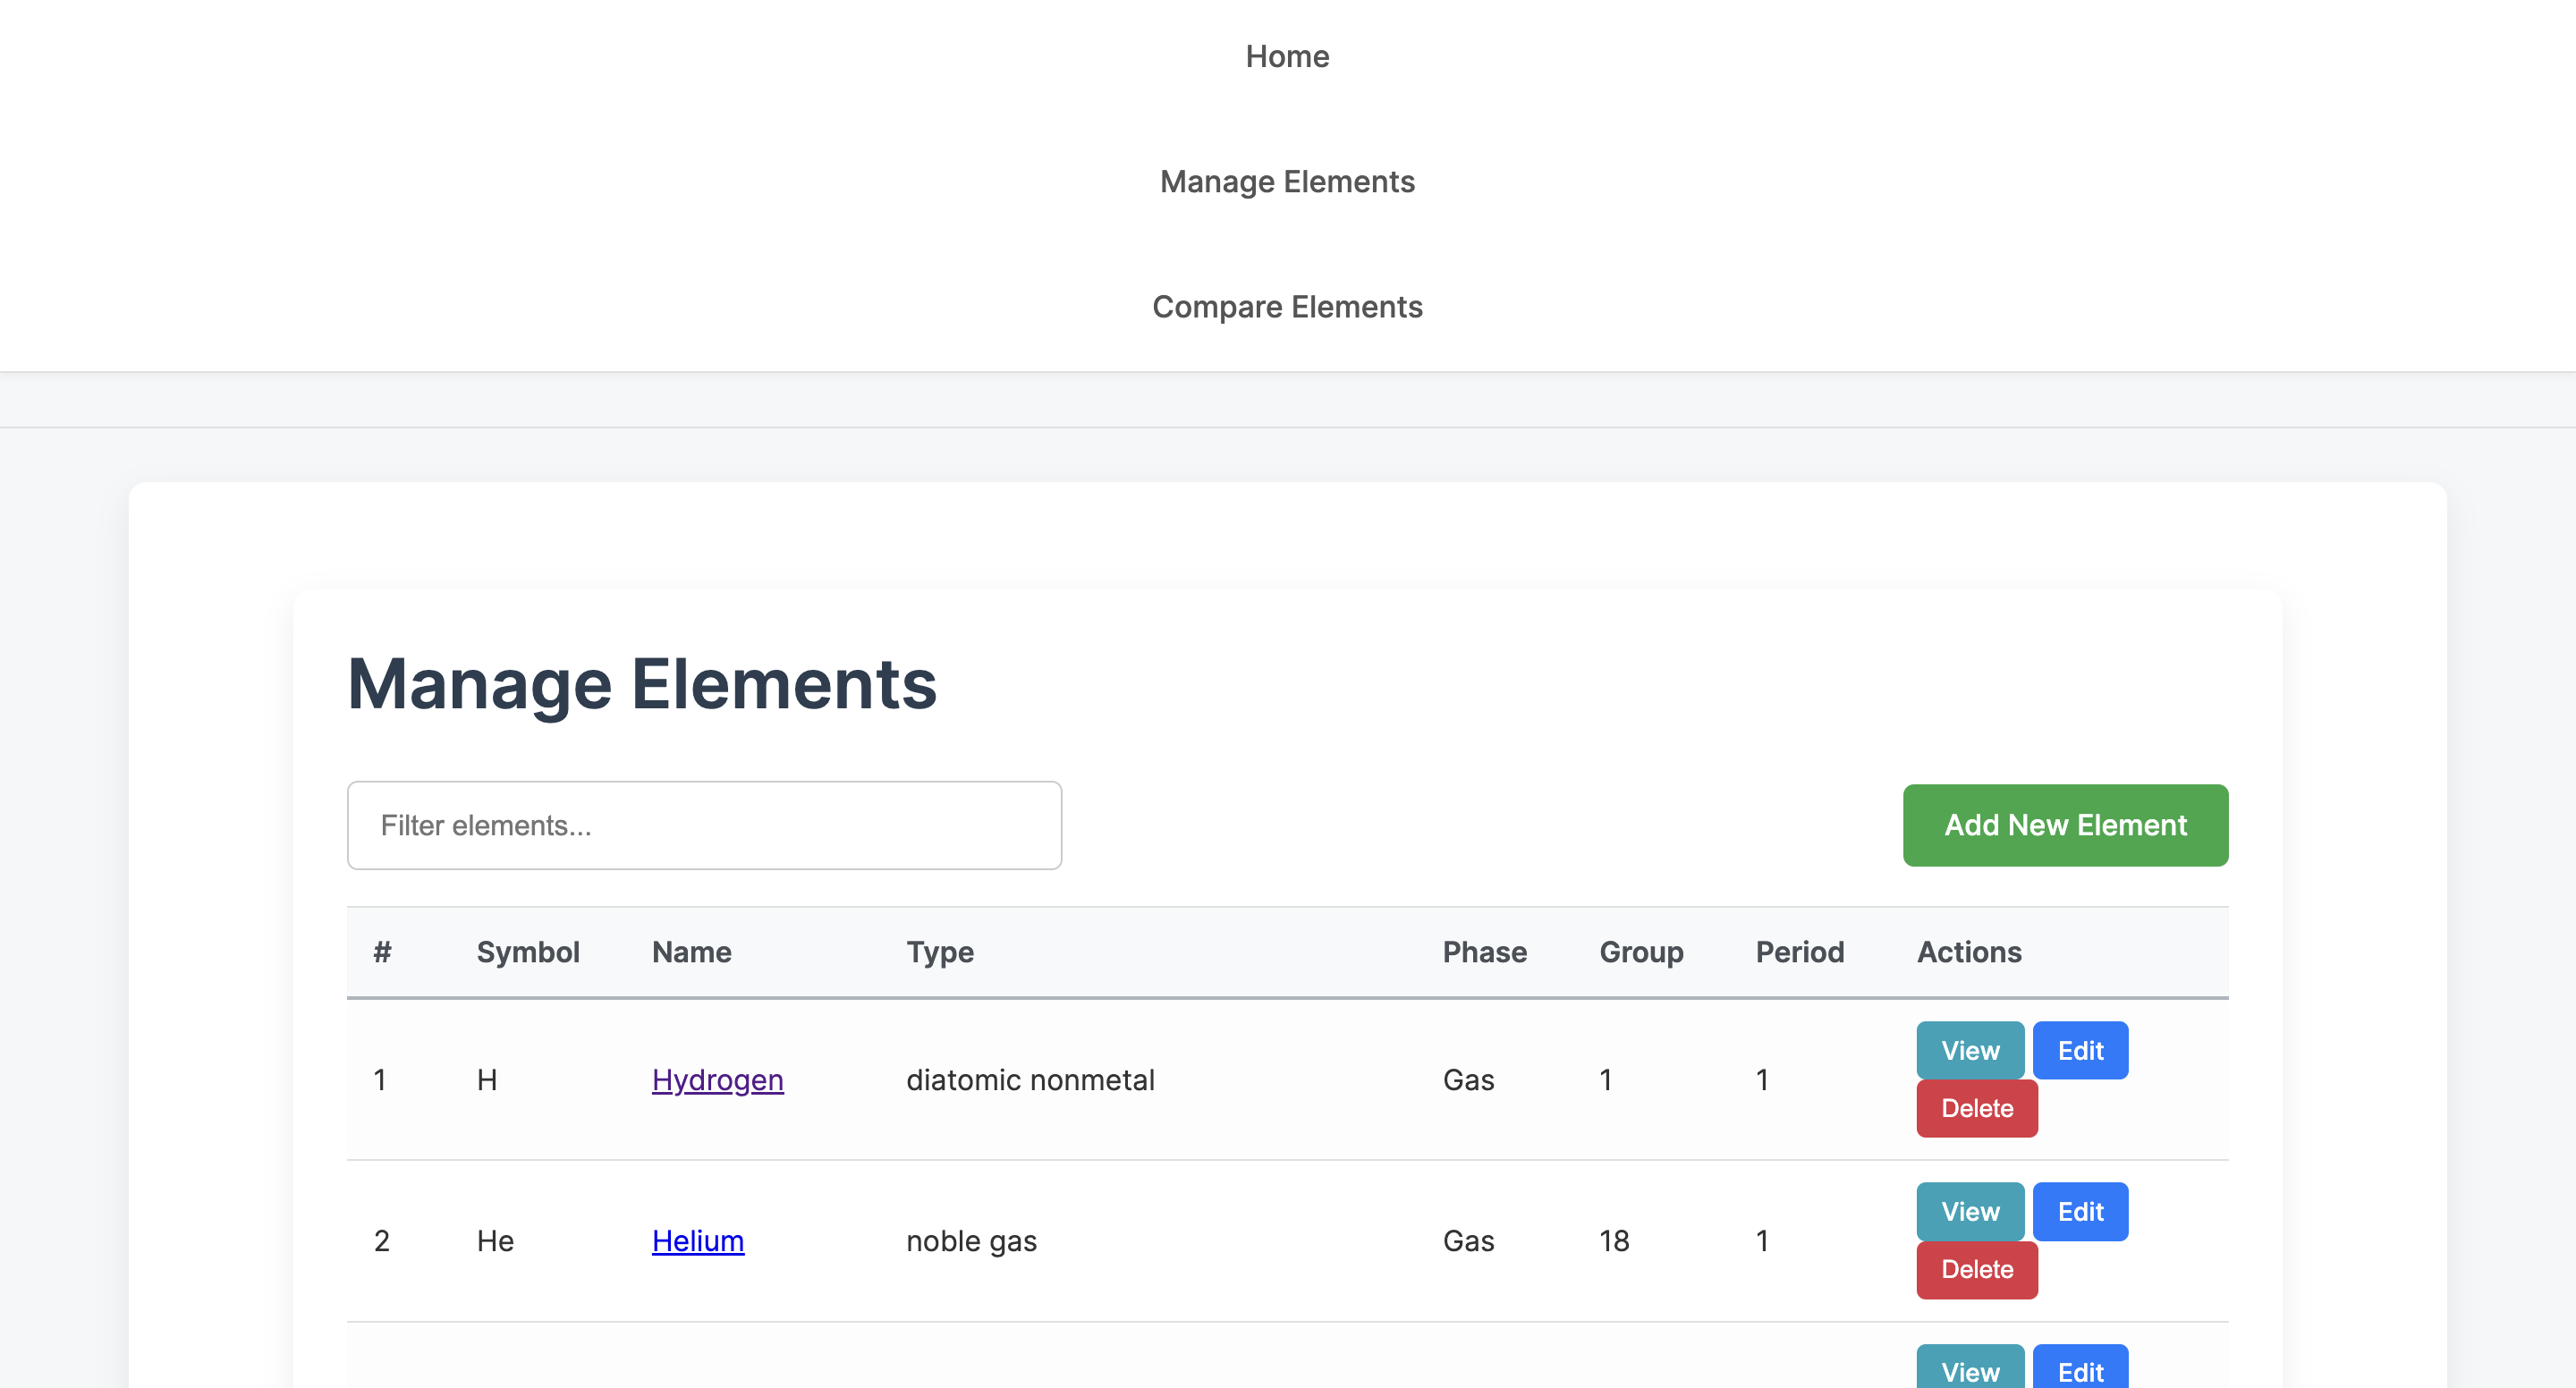 Home
Manage Elements
Compare Elements
Manage Elements
Filter elements...
Add New Element
# Symbol Name Type Phase Group Period Actions
1 H Hydrogen diatomic nonmetal Gas 1 1 View Edit
Delete
2 He Helium noble gas Gas 18 1 View Edit
Delete
View Edit